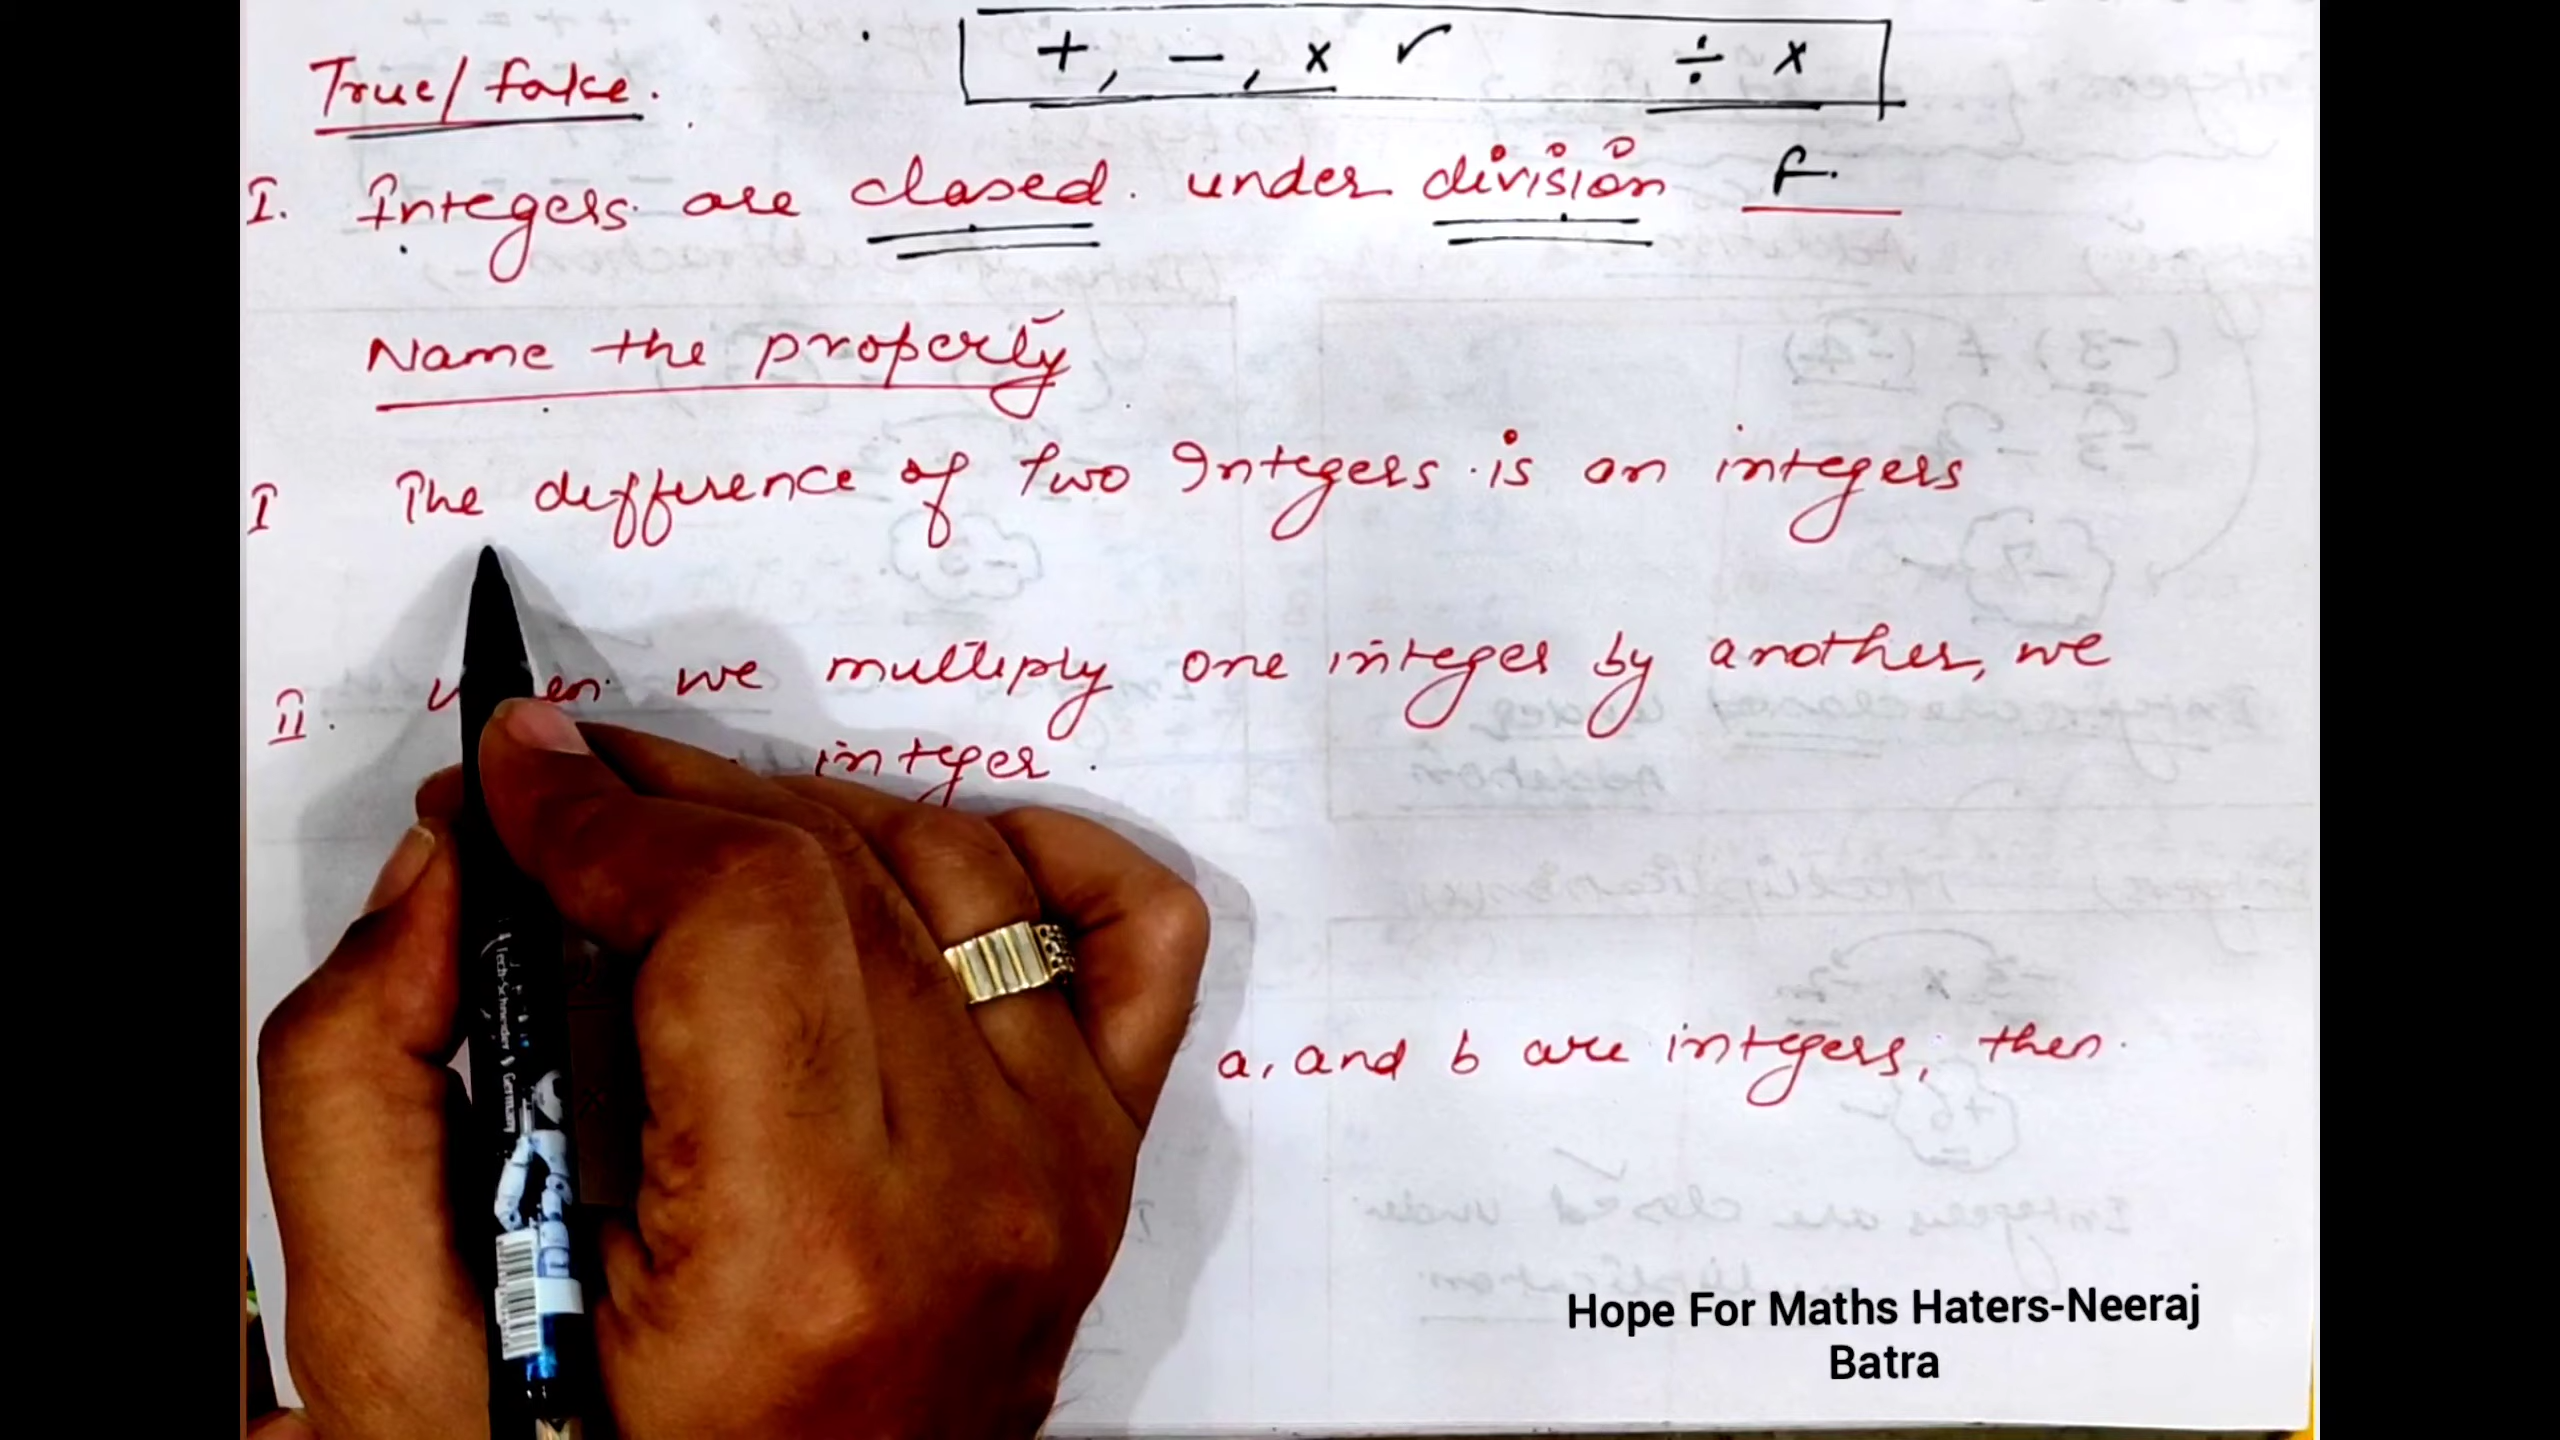 +, -, x ✓ ÷ x
True/false.
I. Integers are closed. under division F.
Name the property
I The difference of two Integers is an integers
II. we multiply one integer by another, we
integer.
a, and b are integers, then.
Hope For Maths Haters-Neeraj
Batra